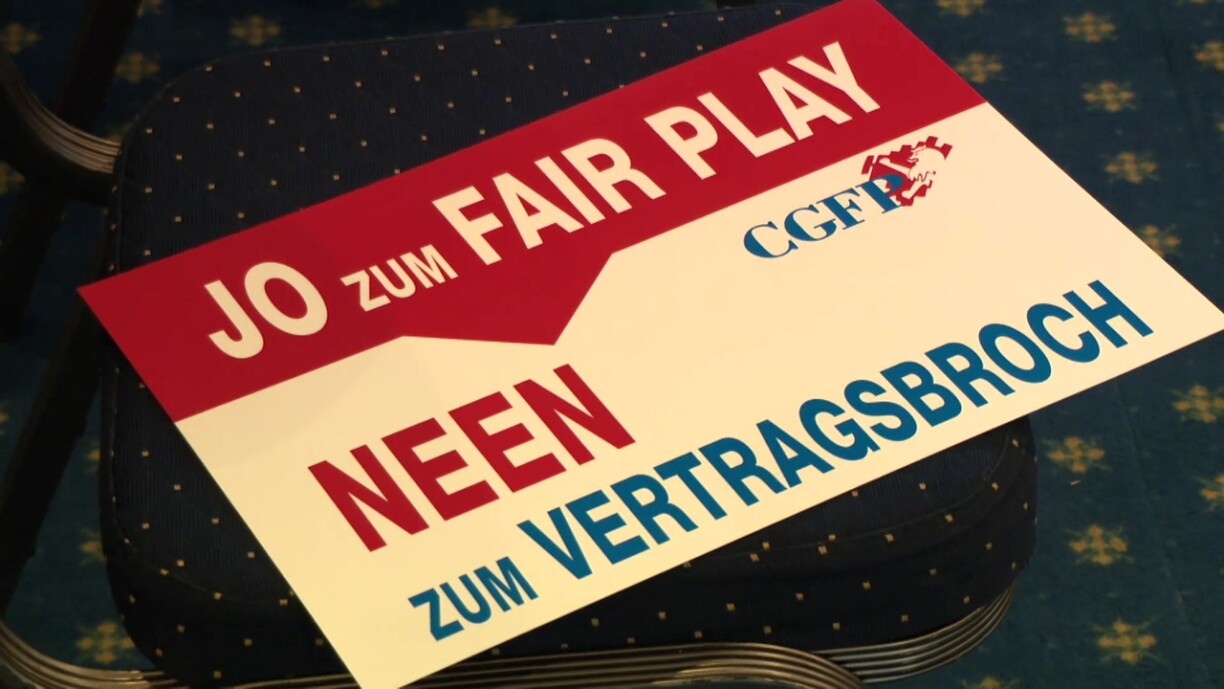 JO ZUM FAIR PLAY
CGFP
NEEN
ZUM VERTRAGSBROCH